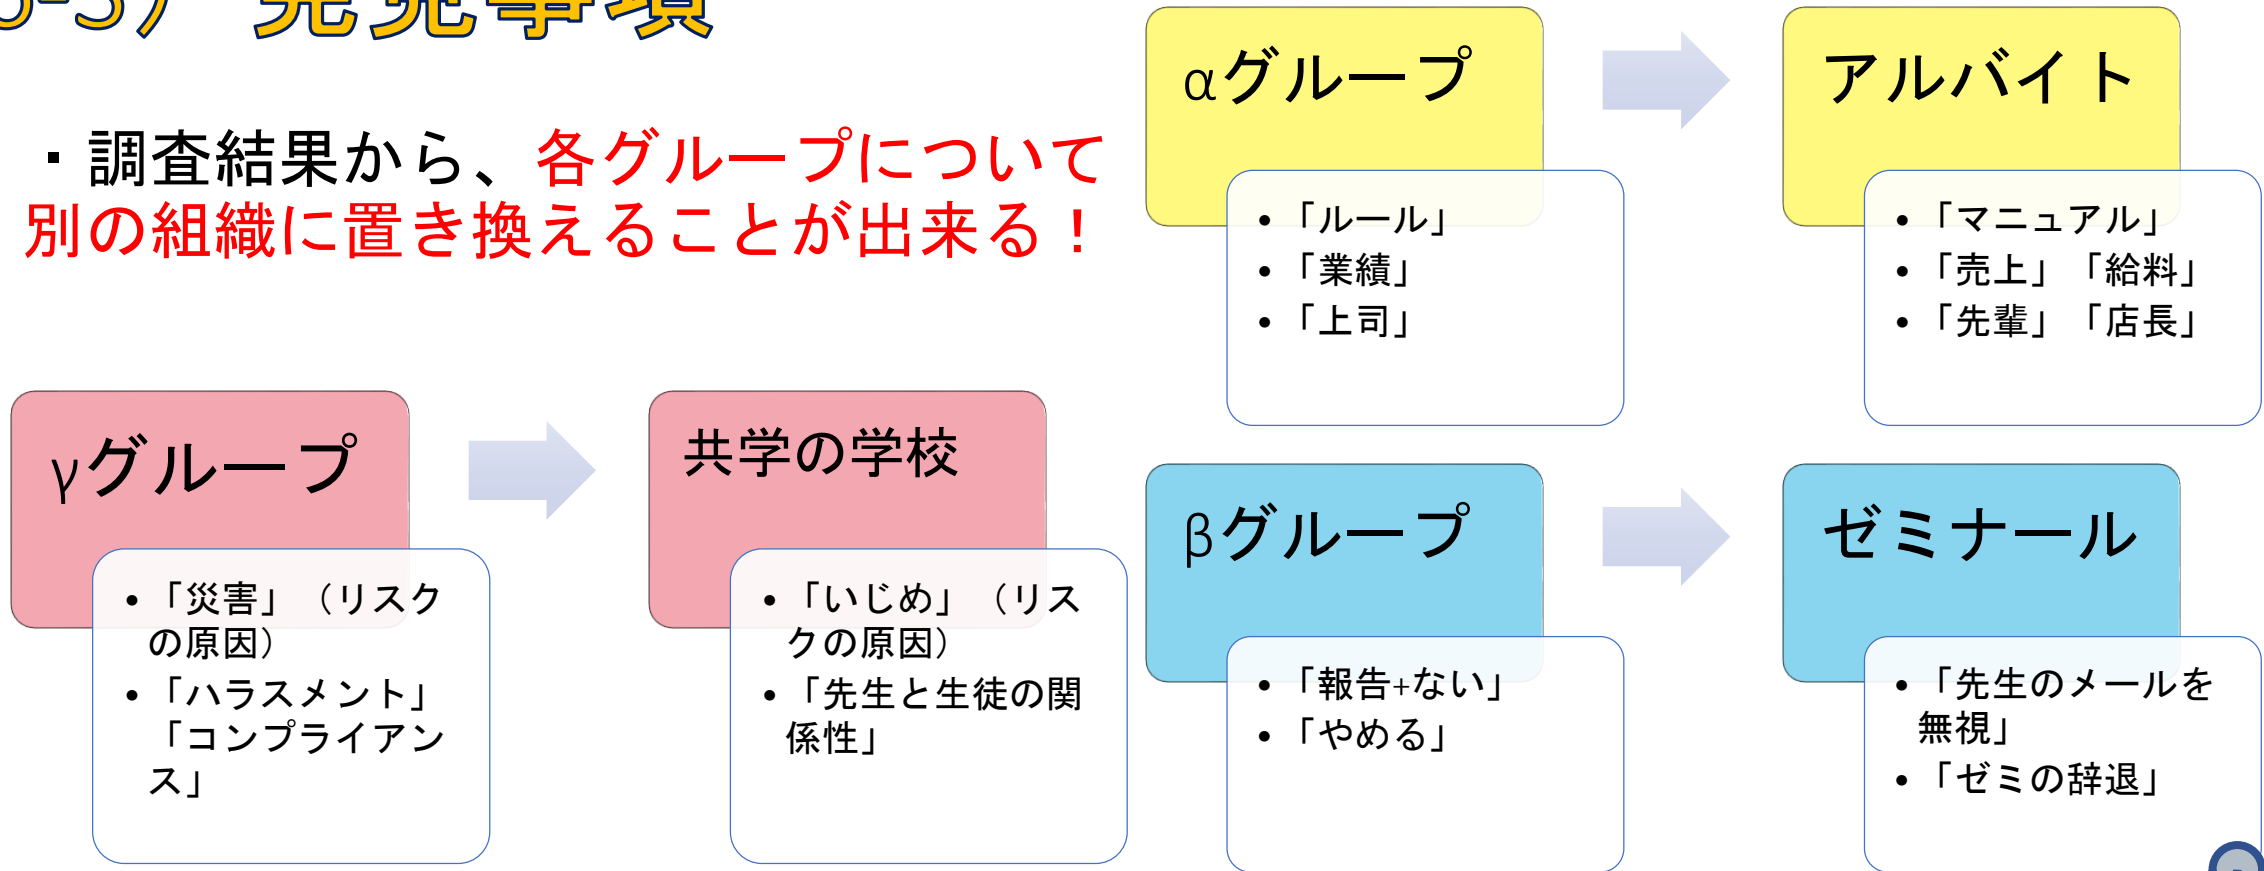 発見事項
・調査結果から、各グループについて
別の組織に置き換えることが出来る！
αグループ
• 「ルール」
• 「業績」
• 「上司」
アルバイト
• 「マニュアル」
• 「売上」「給料」
• 「先輩」「店長」
γグループ
• 「災害」（リスク
の原因）
• 「ハラスメント」
「コンプライアン
ス」
共学の学校
• 「いじめ」（リス
クの原因）
• 「先生と生徒の関
係性」
βグループ
• 「報告+ない」
• 「やめる」
ゼミナール
• 「先生のメールを
無視」
• 「ゼミの辞退」